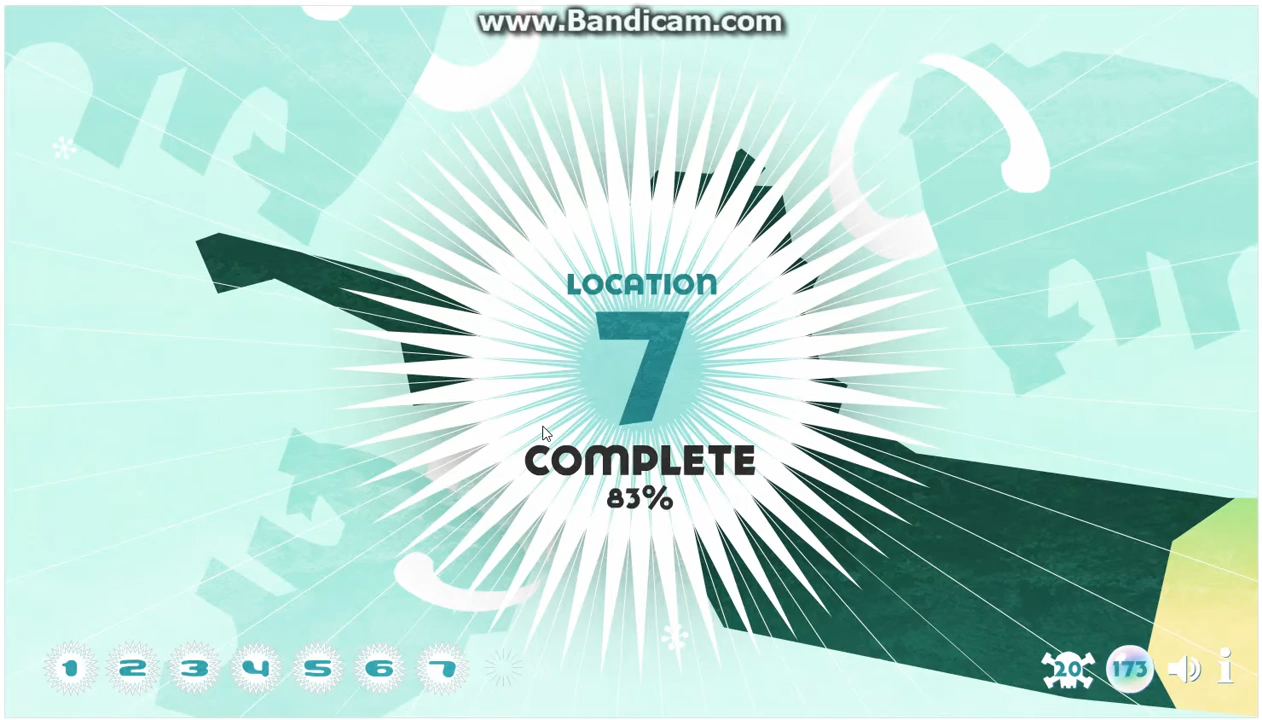 www.Bandicam.com
LOCATION
7
COMPLETE
83%
1 2 3 4 5 6 7
20 173 i